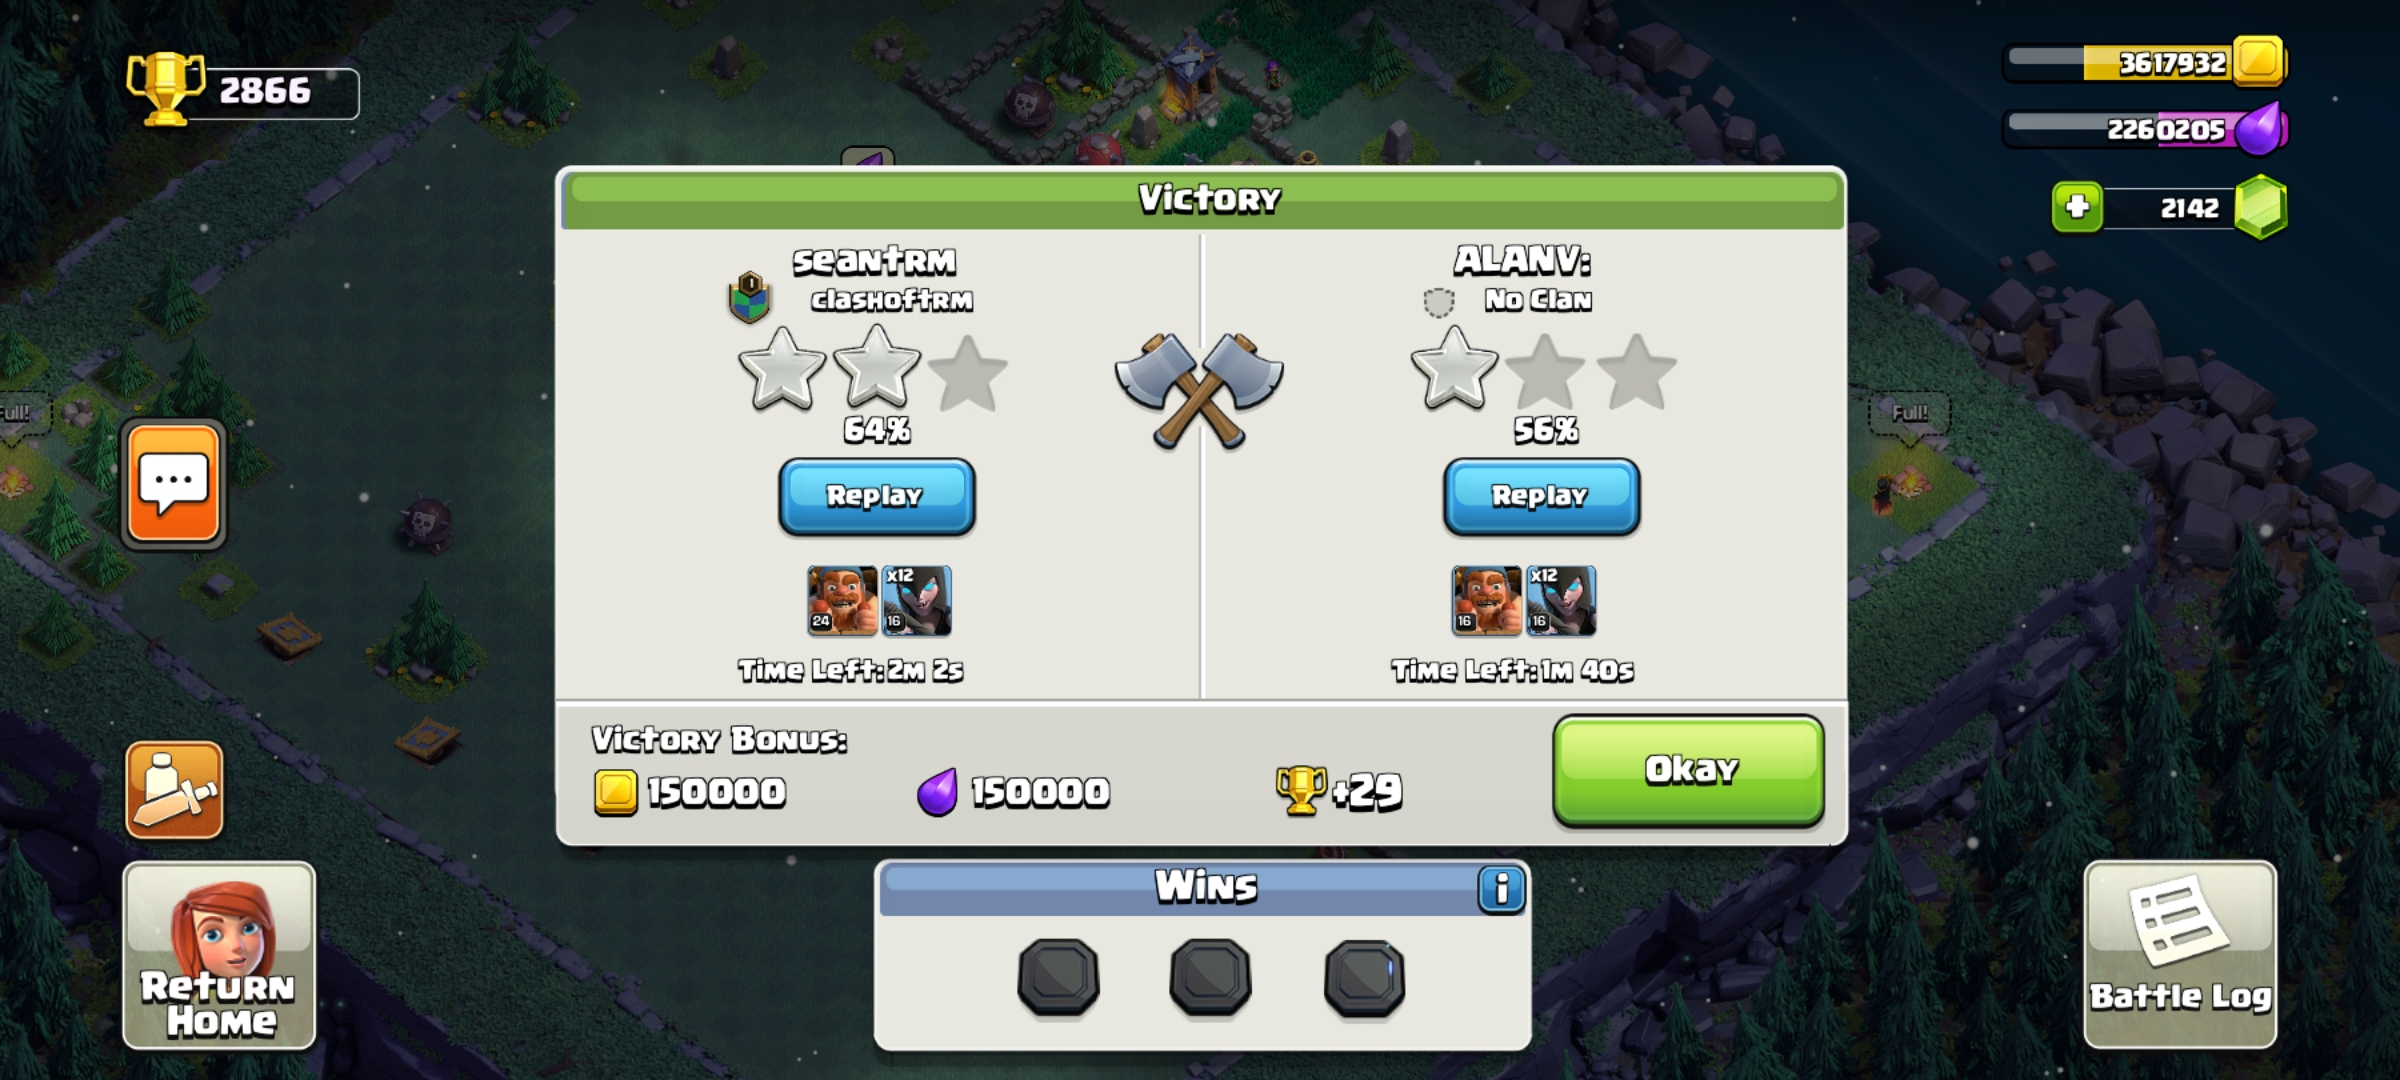 2866
3617932
2260205
2142
Victory
seantrm
clashoftrm
64%
Replay
24
x12
16
Time Left: 2m 2s
ALANV:
No Clan
56%
Replay
16
x12
16
Time Left: 1m 40s
Full!
Full!
Victory Bonus:
150000
150000
+29
Okay
Wins
i
Return
Home
Battle Log